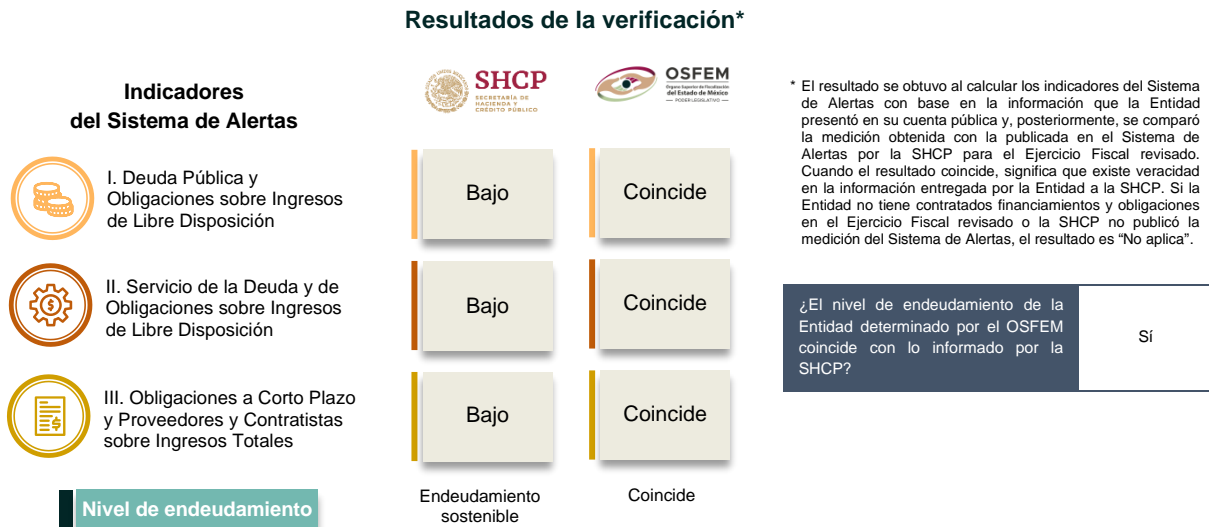 Resultados de la verificación*
Indicadores
del Sistema de Alertas
SHCP
SECRETARÍA DE
HACIENDA Y
CRÉDITO PÚBLICO
OSFEM
Órgano Superior de Fiscalización
del Estado de México
PODER LEGISLATIVO
I. Deuda Pública y
Obligaciones sobre Ingresos
de Libre Disposición
Bajo
Coincide
II. Servicio de la Deuda y de
Obligaciones sobre Ingresos
de Libre Disposición
Bajo
Coincide
III. Obligaciones a Corto Plazo
y Proveedores y Contratistas
sobre Ingresos Totales
Bajo
Coincide
Nivel de endeudamiento
Endeudamiento
sostenible
Coincide
* El resultado se obtuvo al calcular los indicadores del Sistema
de Alertas con base en la información que la Entidad
presentó en su cuenta pública y, posteriormente, se comparó
la medición obtenida con la publicada en el Sistema de
Alertas por la SHCP para el Ejercicio Fiscal revisado.
Cuando el resultado coincide, significa que existe veracidad
en la información entregada por la Entidad a la SHCP. Si la
Entidad no tiene contratados financiamientos y obligaciones
en el Ejercicio Fiscal revisado o la SHCP no publicó la
medición del Sistema de Alertas, el resultado es “No aplica”.
¿El nivel de endeudamiento de la
Entidad determinado por el OSFEM
coincide con lo informado por la
SHCP?
Sí